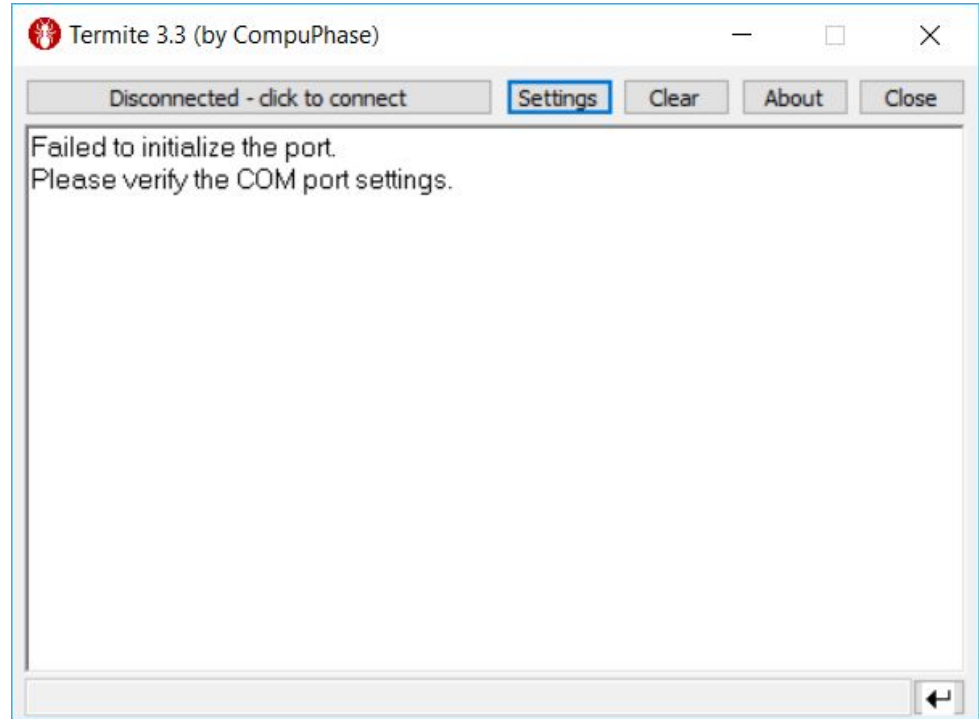 Termite 3.3 (by CompuPhase)
Disconnected - click to connect Settings Clear About Close
Failed to initialize the port.
Please verify the COM port settings.